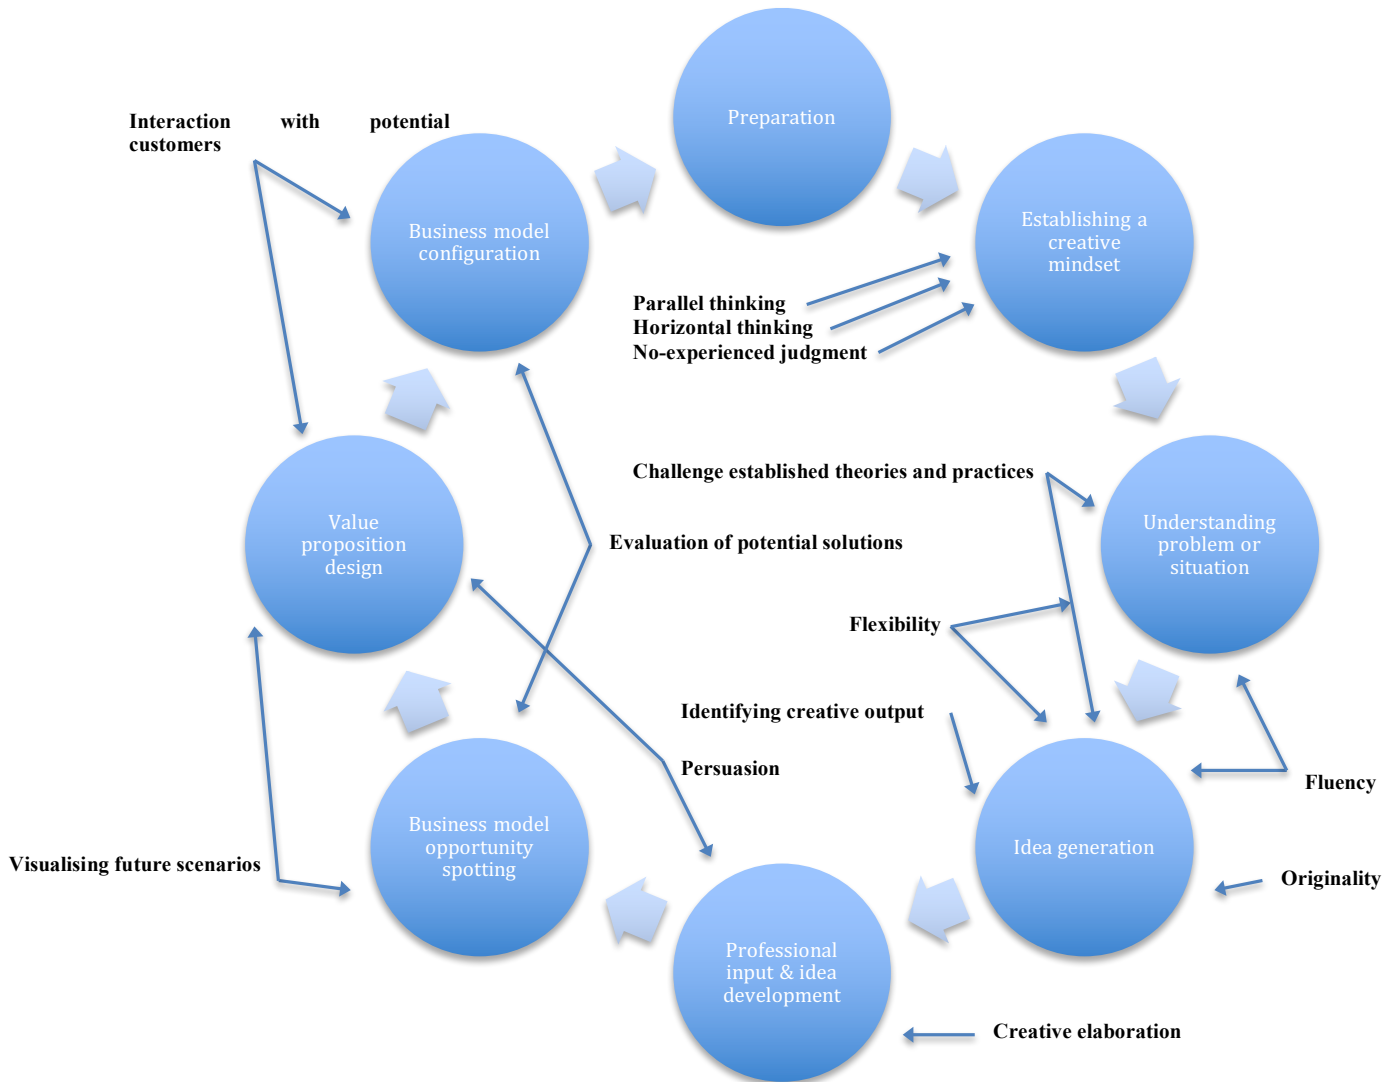 Preparation
Interaction with potential
customers
Business model
configuration
Establishing a
creative
mindset
Parallel thinking
Horizontal thinking
No-experienced judgment
Challenge established theories and practices
Understanding
problem or
situation
Value
proposition
design
Evaluation of potential solutions
Flexibility
Identifying creative output
Persuasion
Fluency
Business model
opportunity
spotting
Idea generation
Visualising future scenarios
Originality
Professional
input & idea
development
Creative elaboration